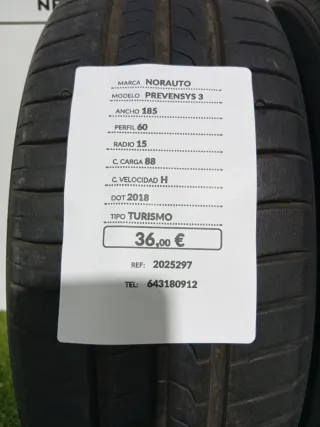 NE
MARCA NORAUTO
MODELO PREVENSYS 3
ANCHO 185
PERFIL 60
RADIO 15
C. CARGA 88
C. VELOCIDAD H
DOT 2018
TIPO TURISMO
36,00 €
REF: 2025297
TEL: 643180912